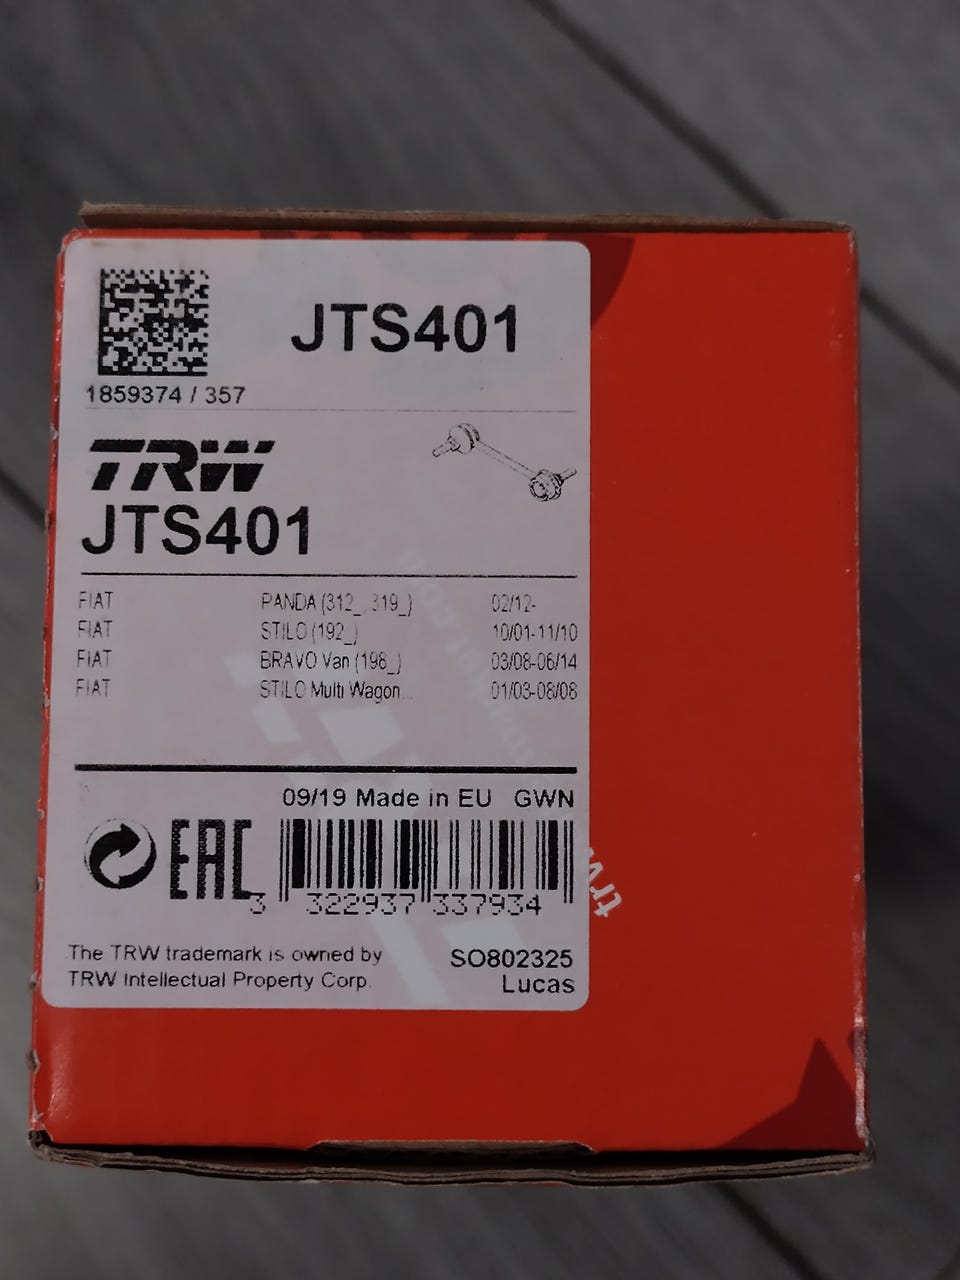 JTS401
1859374 / 357
TRW
JTS401
FIAT PANDA (312_, 319_) 02/12-
FIAT STILO (192_) 10/01-11/10
FIAT BRAVO Van (198_) 03/08-06/14
FIAT STILO Multi Wagon... 01/03-08/08
09/19 Made in EU GWN
EAC
3 322937 337934
The TRW trademark is owned by
TRW Intellectual Property Corp.
SO802325
Lucas
trw